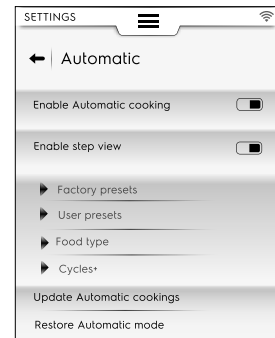 SETTINGS
Automatic
Enable Automatic cooking
Enable step view
Factory presets
User presets
Food type
Cycles+
Update Automatic cookings
Restore Automatic mode